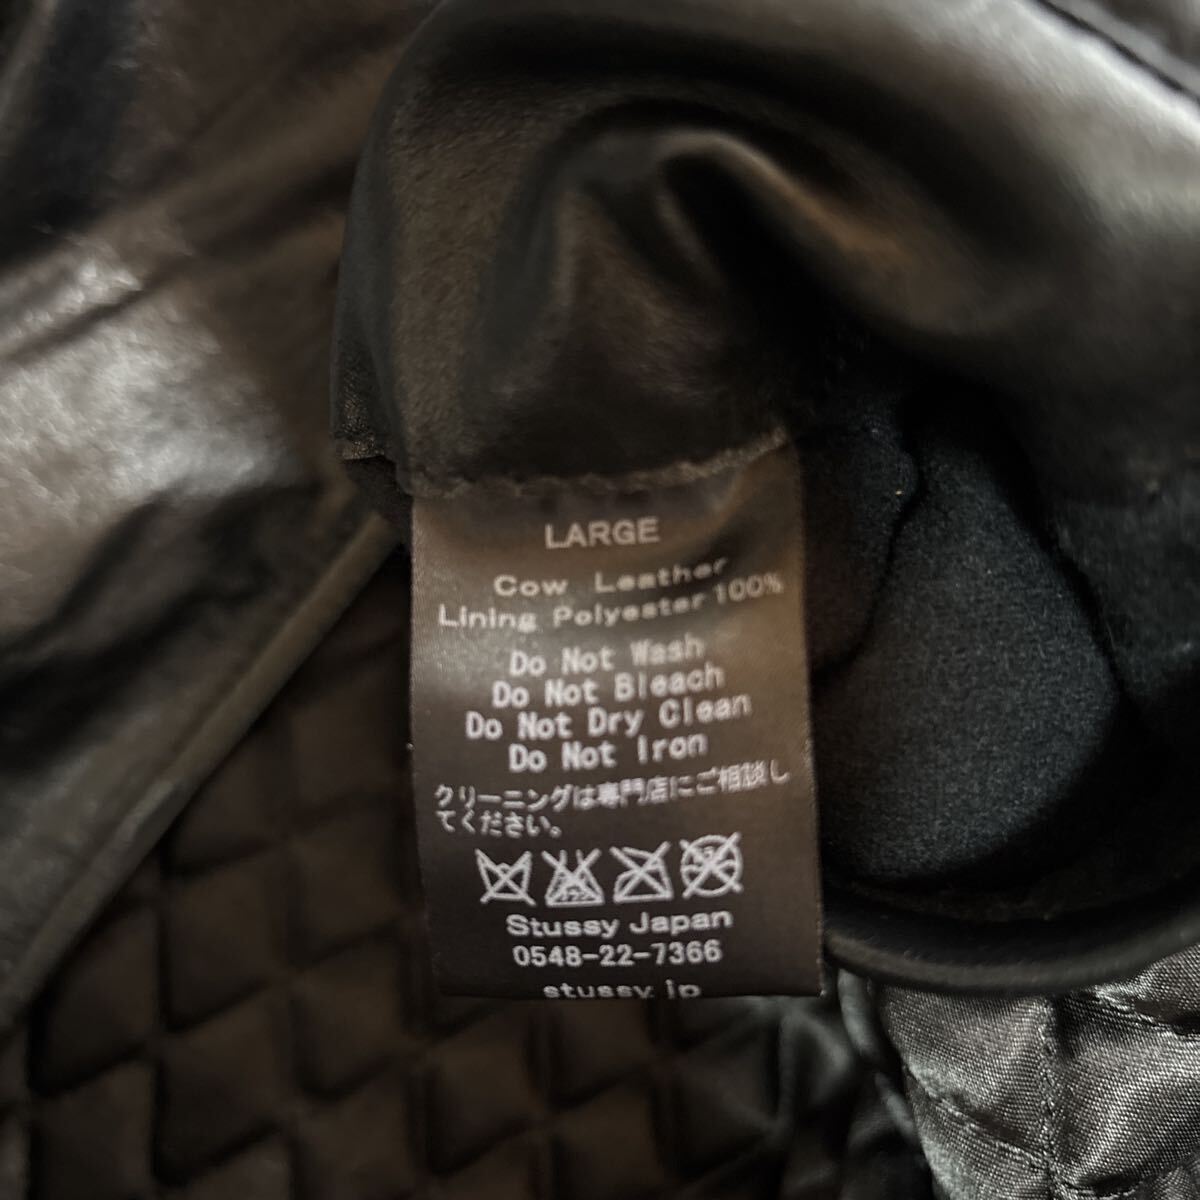 LARGE
Cow Leather
Lining Polyester 100%
Do Not Wash
Do Not Bleach
Do Not Dry Clean
Do Not Iron
クリーニングは専門店にご相談し
てください。
Stussy Japan
0548-22-7366
stussy.jp